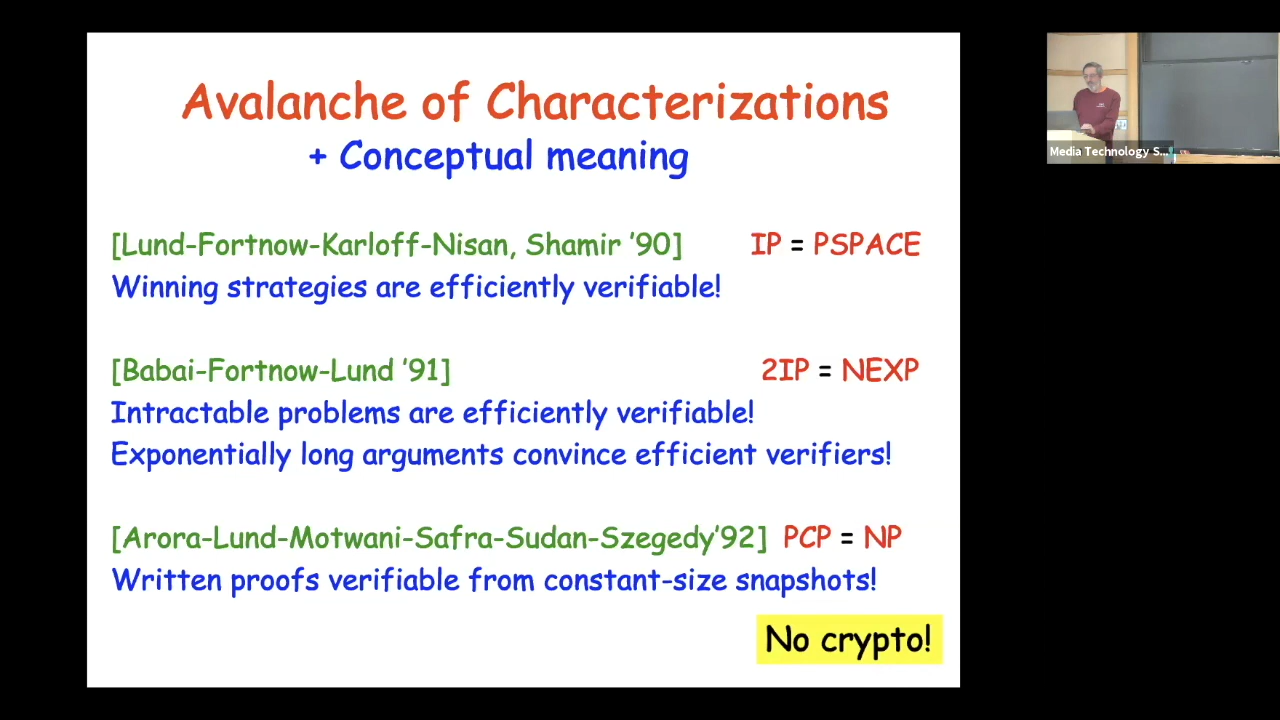 Avalanche of Characterizations
+ Conceptual meaning
[Lund-Fortnow-Karloff-Nisan, Shamir '90] IP = PSPACE
Winning strategies are efficiently verifiable!
[Babai-Fortnow-Lund '91] 2IP = NEXP
Intractable problems are efficiently verifiable!
Exponentially long arguments convince efficient verifiers!
[Arora-Lund-Motwani-Safra-Sudan-Szegedy'92] PCP = NP
Written proofs verifiable from constant-size snapshots!
No crypto!
Media Technology S...